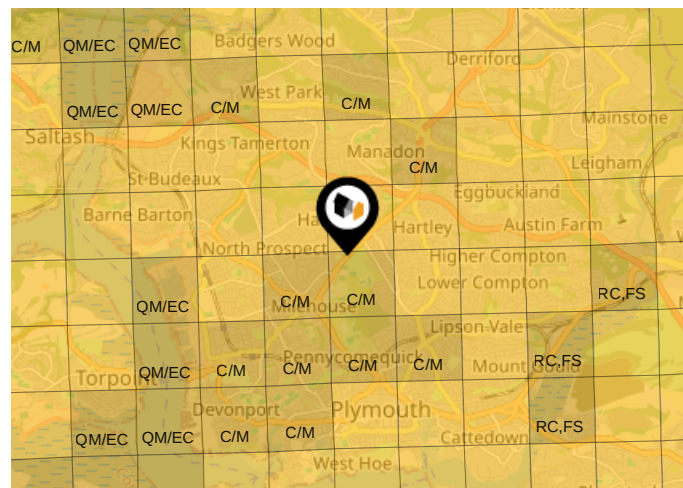 C/M QM/EC QM/EC Badgers Wood
Derriford
West Park
QM/EC QM/EC C/M C/M
Mainstone
Saltash
Kings Tamerton
Manadon
C/M
Leigham
St Budeaux
Eggbuckland
Barne Barton
Hartley
Austin Farm
North Prospect
Higher Compton
Lower Compton
QM/EC C/M C/M RC,FS
Milehouse
Lipson Vale
Pennycomequick
QM/EC C/M C/M C/M C/M Mount Gould RC,FS
Torpoint
Devonport
Plymouth
QM/EC QM/EC C/M C/M RC,FS
Cattedown
West Hoe